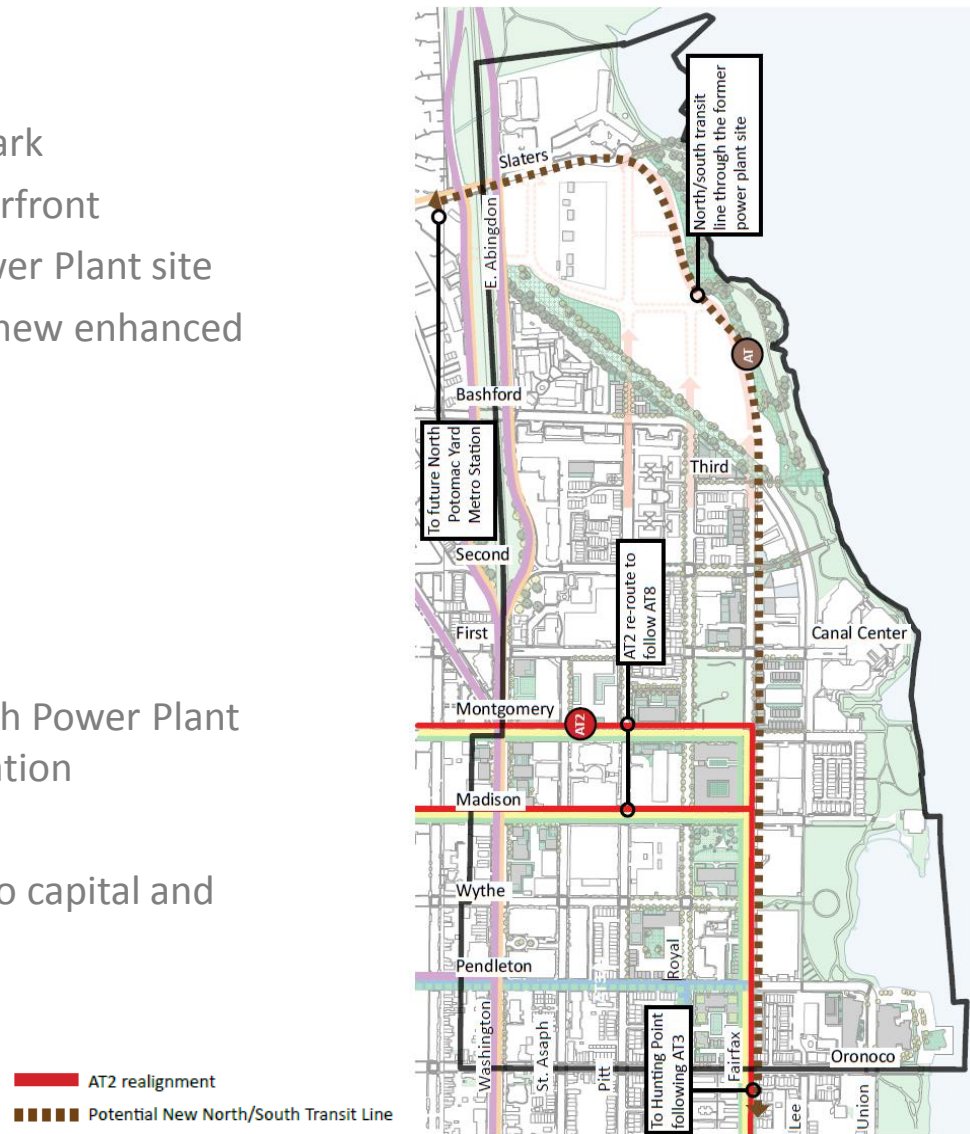 ark
erfront
ver Plant site
new enhanced
h Power Plant
ation
o capital and
AT2 realignment
Potential New North/South Transit Line
Slaters
North/south transit
line through the former
power plant site
E. Abingdon
AT
Bashford
To future North
Potomac Yard
Metro Station
Third
Second
AT2 re-route to
follow AT8
First
Canal Center
Montgomery
AT2
Madison
Wythe
Royal
Pendleton
Washington
St. Asaph
Pitt
To Hunting Point
following AT3
Fairfax
Oronoco
Lee
Union